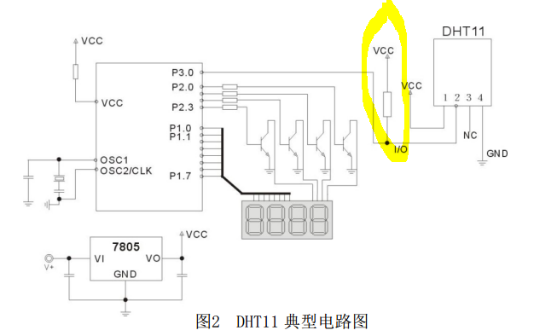 VCC
VCC
DHT11
P3.0
P2.0
P2.3
VCC
VCC
1 2 3 4
P1.0
P1.1
NC
I/O
GND
OSC1
OSC2/CLK
P1.7
7805
VCC
V+
VI
VO
GND
图2 DHT11 典型电路图